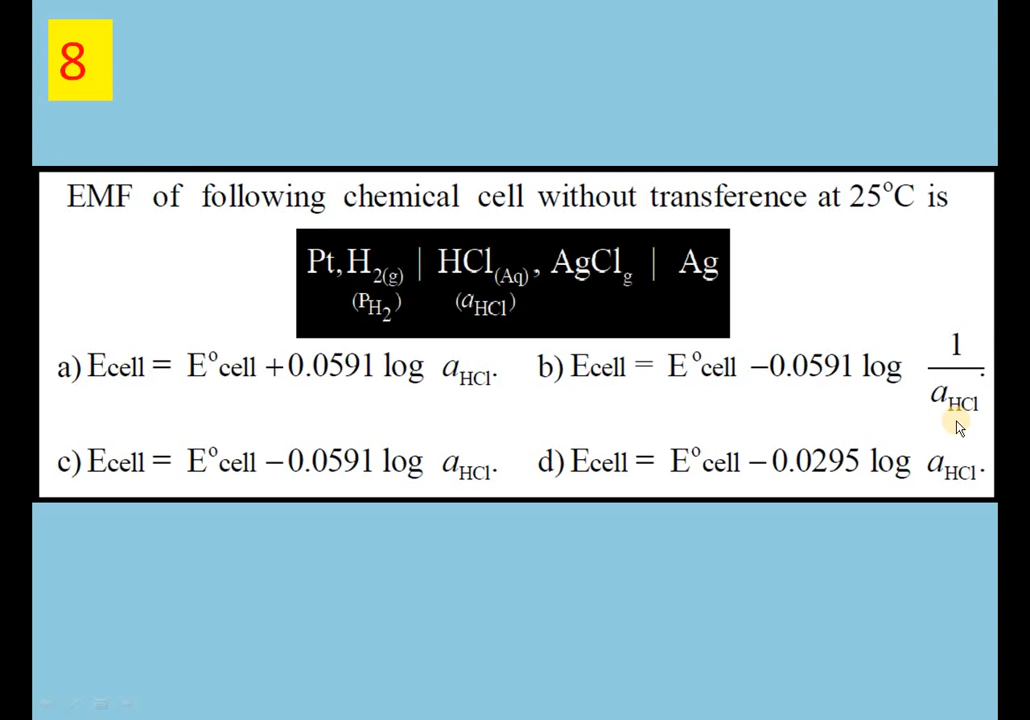 8
EMF of following chemical cell without transference at 25°C is
Pt, H₂(g) | HCl(Aq), AgClg | Ag
(PH₂) (aHCl)
a) Ecell = E°cell +0.0591 log aHCl. b) Ecell = E°cell −0.0591 log 1/aHCl.
c) Ecell = E°cell −0.0591 log aHCl. d) Ecell = E°cell −0.0295 log aHCl.